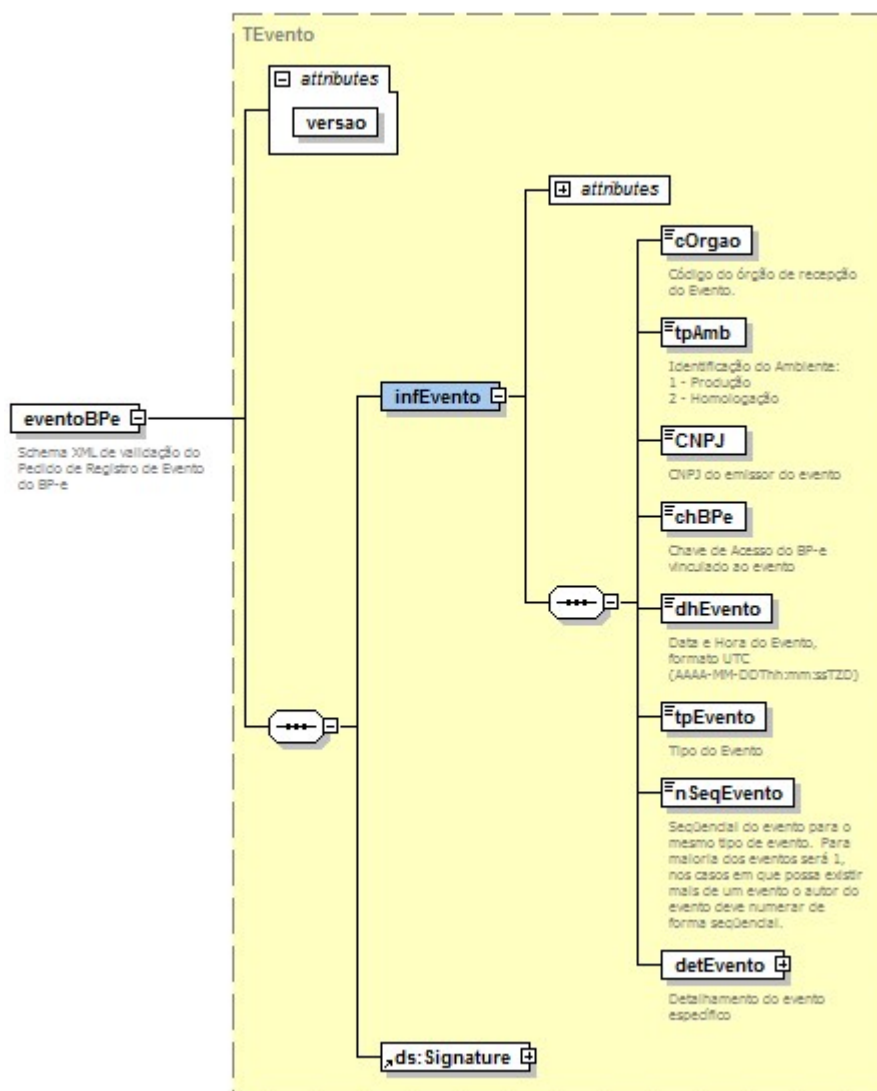 TEvento
attributes
versao
attributes
cOrgao
Código do órgão de recepção
do Evento.
tpAmb
Identificação do Ambiente:
1 - Produção
2 - Homologação
infEvento
eventoBPe
Schema XML de validação do
Pedido de Registro de Evento
do BP-e
CNPJ
CNPJ do emissor do evento
chBPe
Chave de Acesso do BP-e
vinculado ao evento
dhEvento
Data e Hora do Evento,
formato UTC
(AAAA-MM-DDThh:mm:ssTZD)
tpEvento
Tipo do Evento
nSeqEvento
Seqüencial do evento para o
mesmo tipo de evento. Para
maioria dos eventos será 1,
nos casos em que possa existir
mais de um evento o autor do
evento deve numerar de
forma seqüencial.
detEvento
Detalhamento do evento
específico
ds:Signature